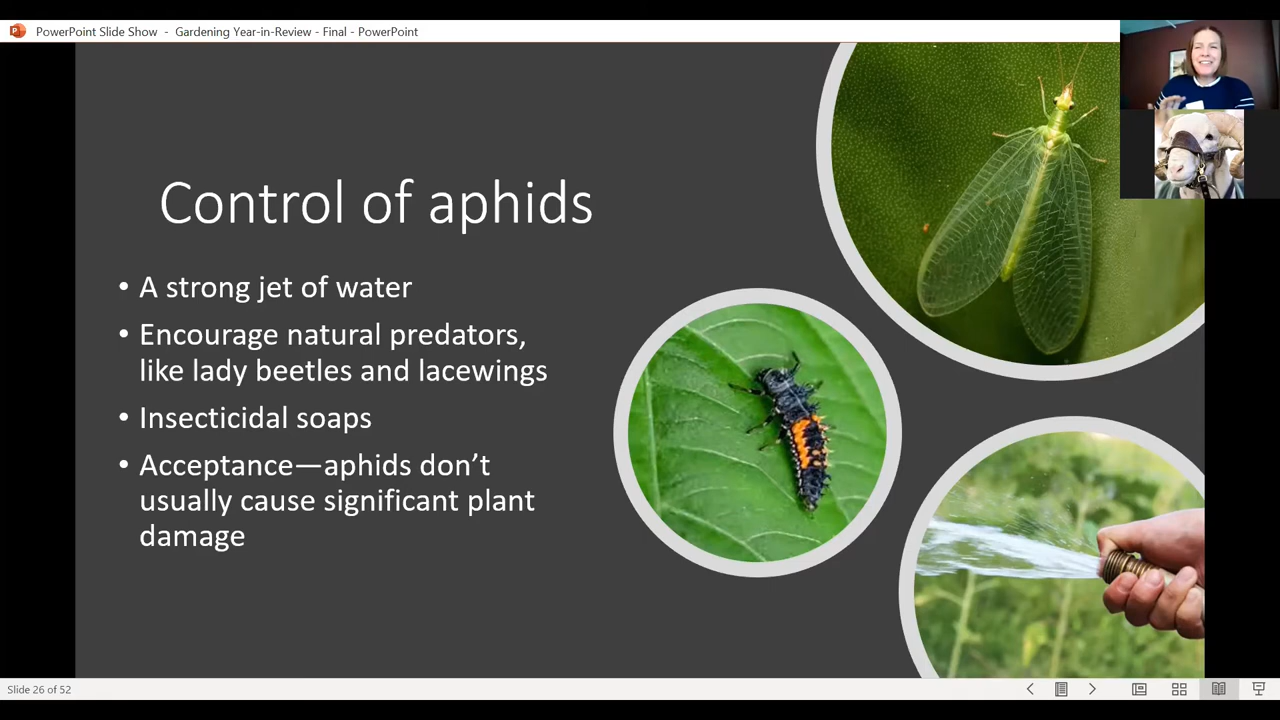 PowerPoint Slide Show - Gardening Year-in-Review - Final - PowerPoint
Control of aphids
• A strong jet of water
• Encourage natural predators,
like lady beetles and lacewings
• Insecticidal soaps
• Acceptance—aphids don’t
usually cause significant plant
damage
Slide 26 of 52